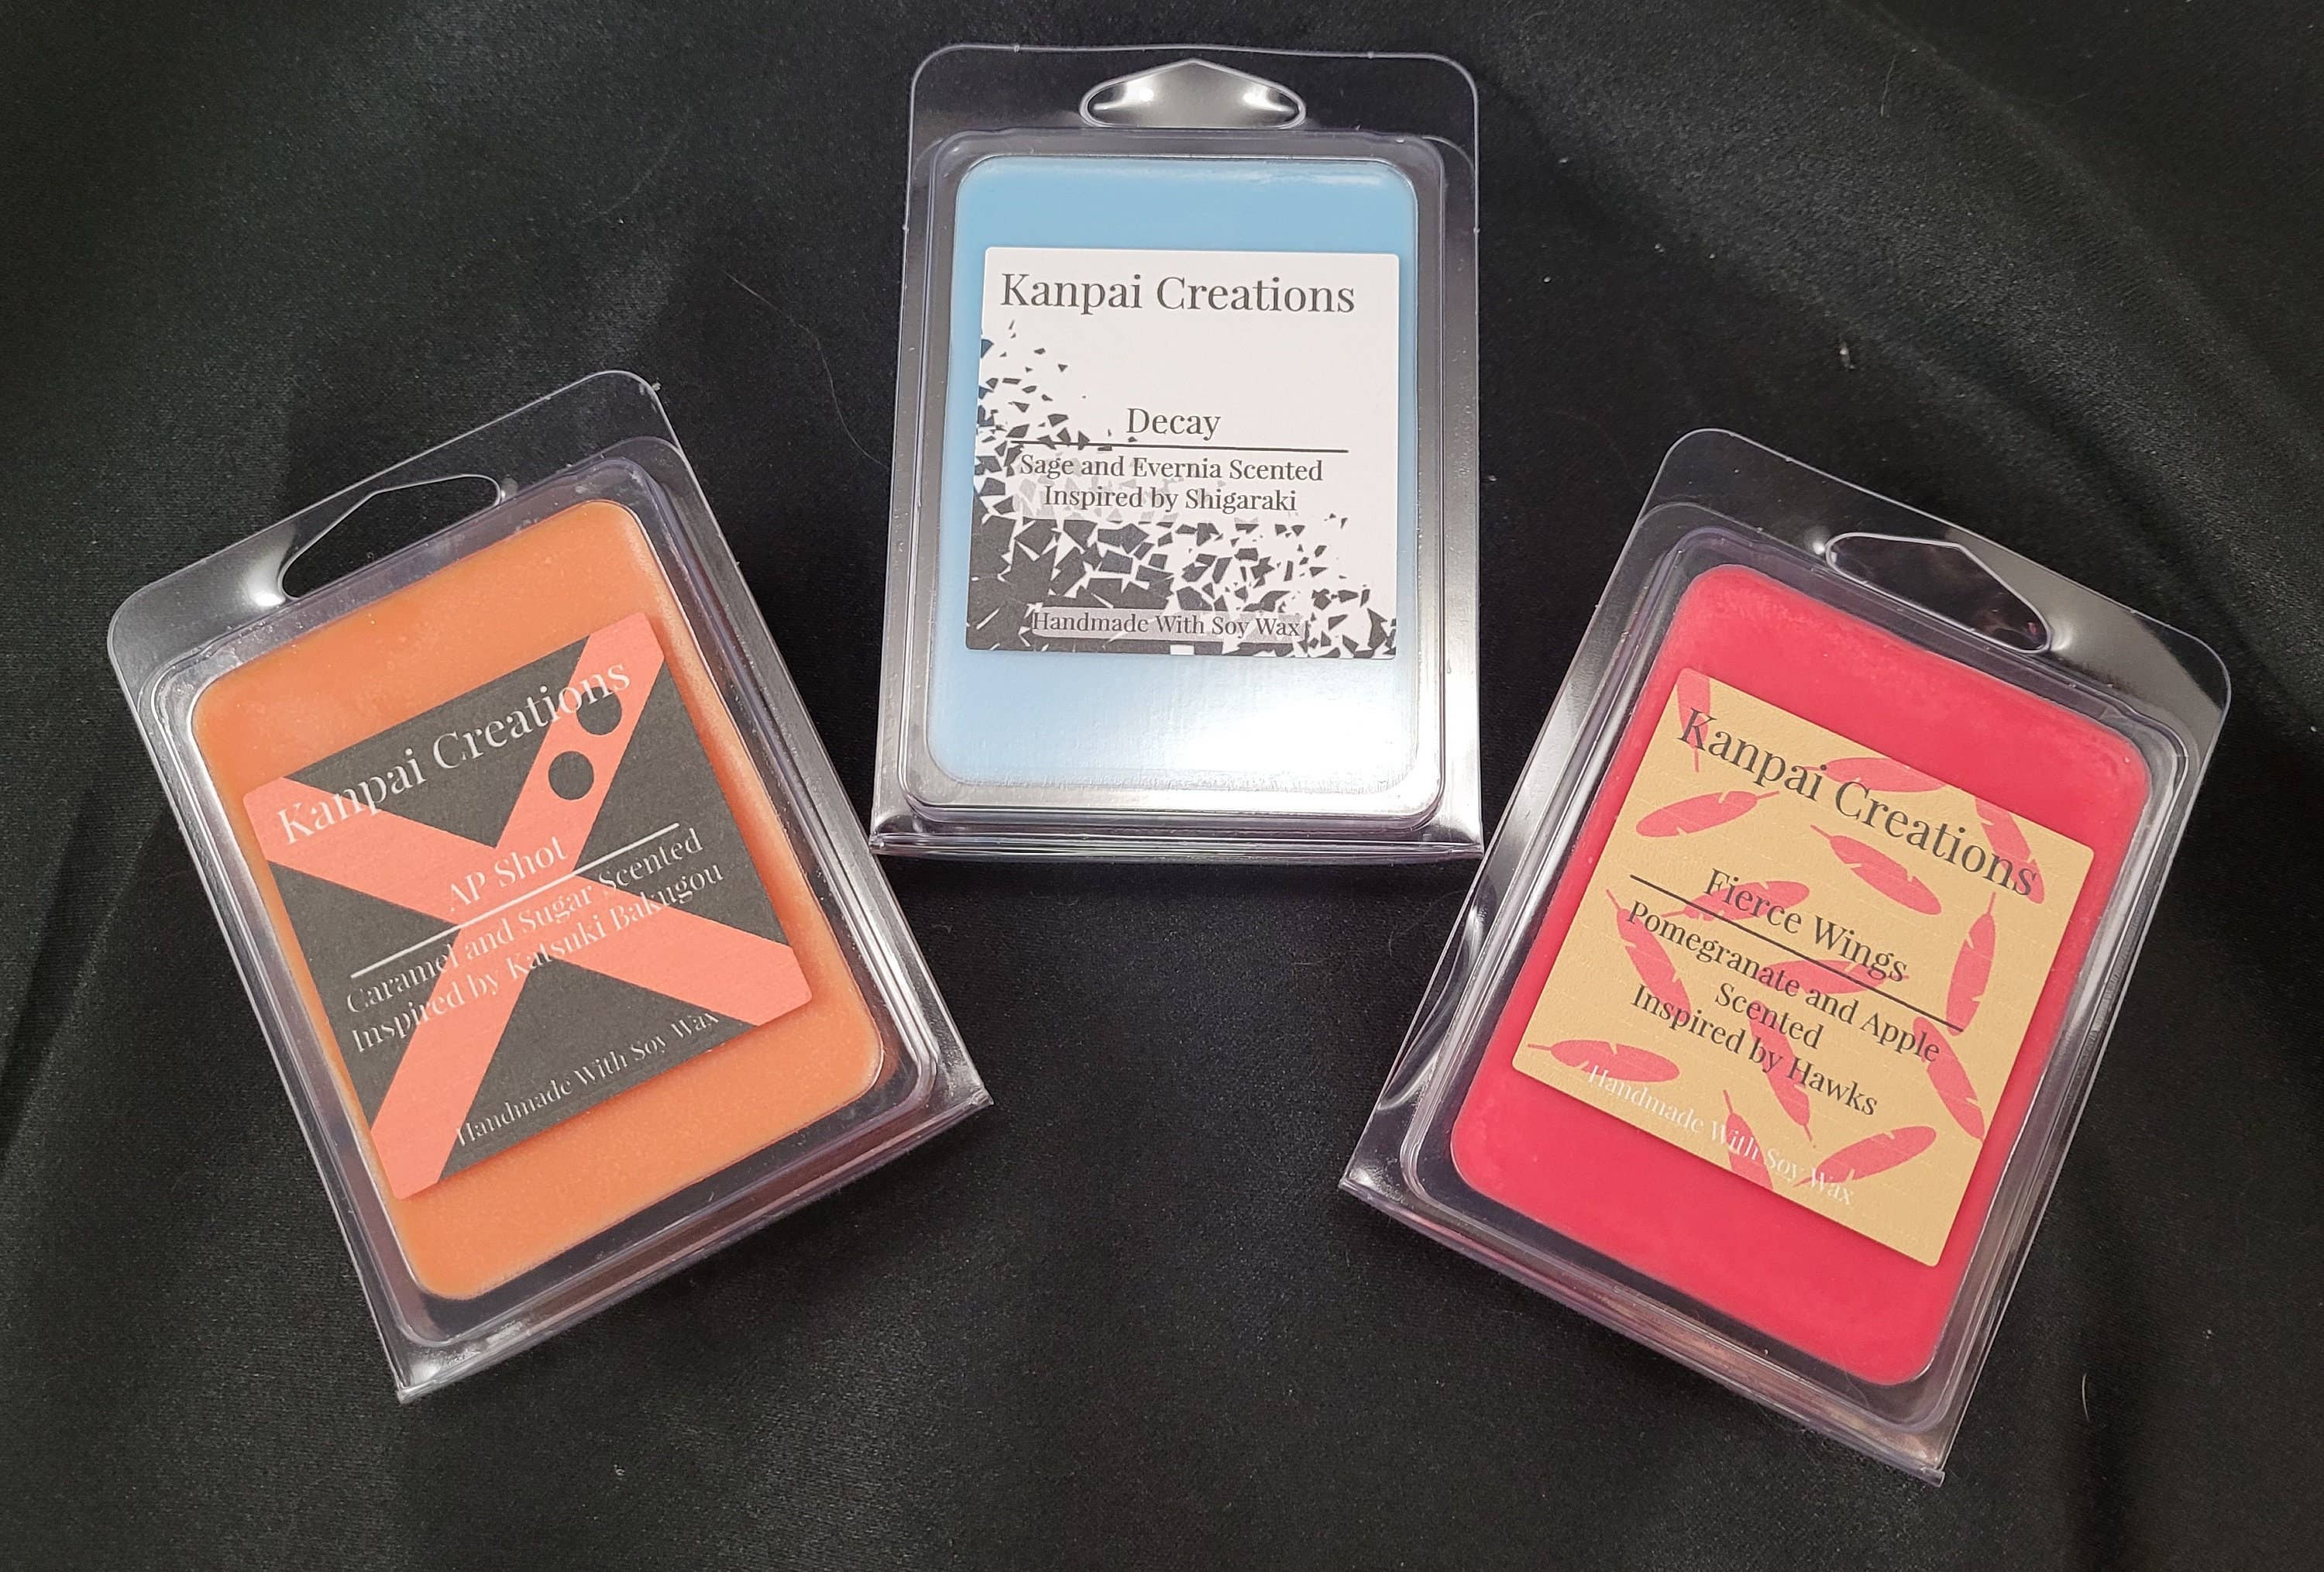 Kanpai Creations
AP Shot
Caramel and Sugar Scented
Inspired by Katsuki Bakugou
Handmade With Soy Wax
Kanpai Creations
Decay
Sage and Evernia Scented
Inspired by Shigaraki
Handmade With Soy Wax
Kanpai Creations
Fierce Wings
Pomegranate and Apple
Scented
Inspired by Hawks
Handmade With Soy Wax